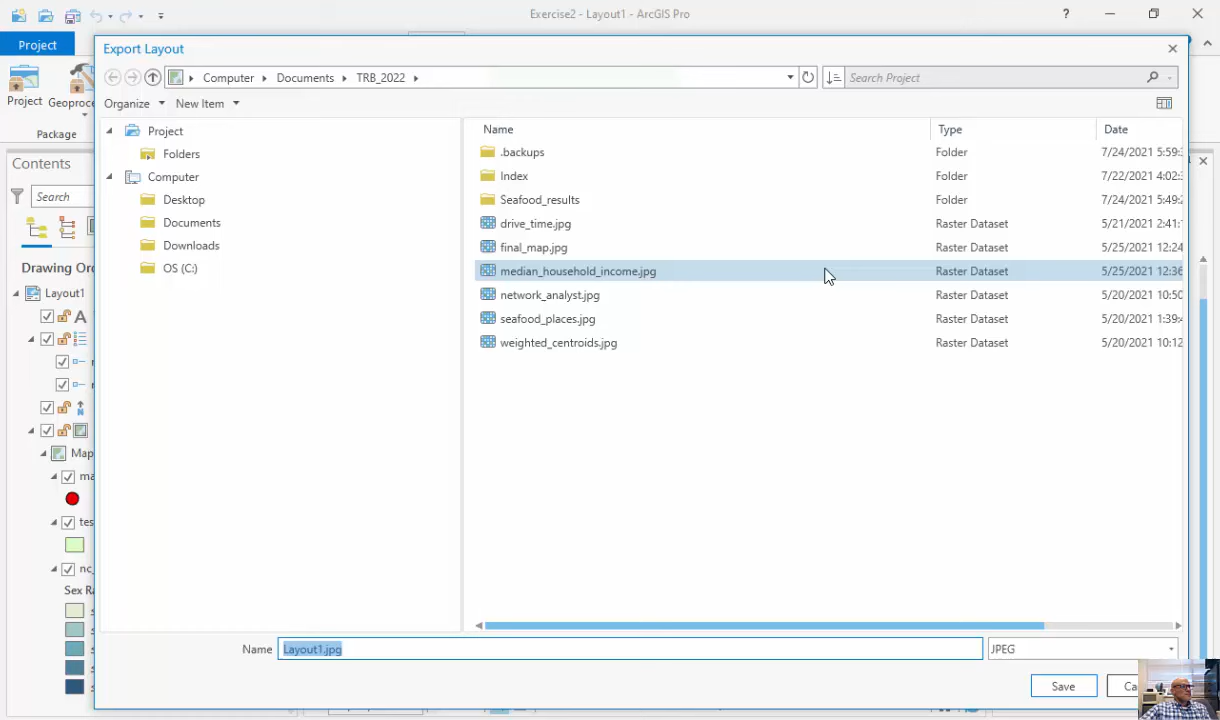 Exercise2 - Layout1 - ArcGIS Pro
?
Project
Export Layout
Computer Documents TRB_2022
Search Project
Organize New Item
Project Geoproce
Package
Contents
Search
Drawing Or
Layout1
A
Map
ma
tes
nc_
Sex Ra
Project
Folders
Computer
Desktop
Documents
Downloads
OS (C:)
Name Type Date
.backups Folder 7/24/2021 5:59:
Index Folder 7/22/2021 4:02:
Seafood_results Folder 7/24/2021 5:49:
drive_time.jpg Raster Dataset 5/21/2021 2:41:
final_map.jpg Raster Dataset 5/25/2021 12:24
median_household_income.jpg Raster Dataset 5/25/2021 12:36
network_analyst.jpg Raster Dataset 5/20/2021 10:50
seafood_places.jpg Raster Dataset 5/20/2021 1:39:
weighted_centroids.jpg Raster Dataset 5/20/2021 10:12
Name Layout1.jpg JPEG
Save Ca